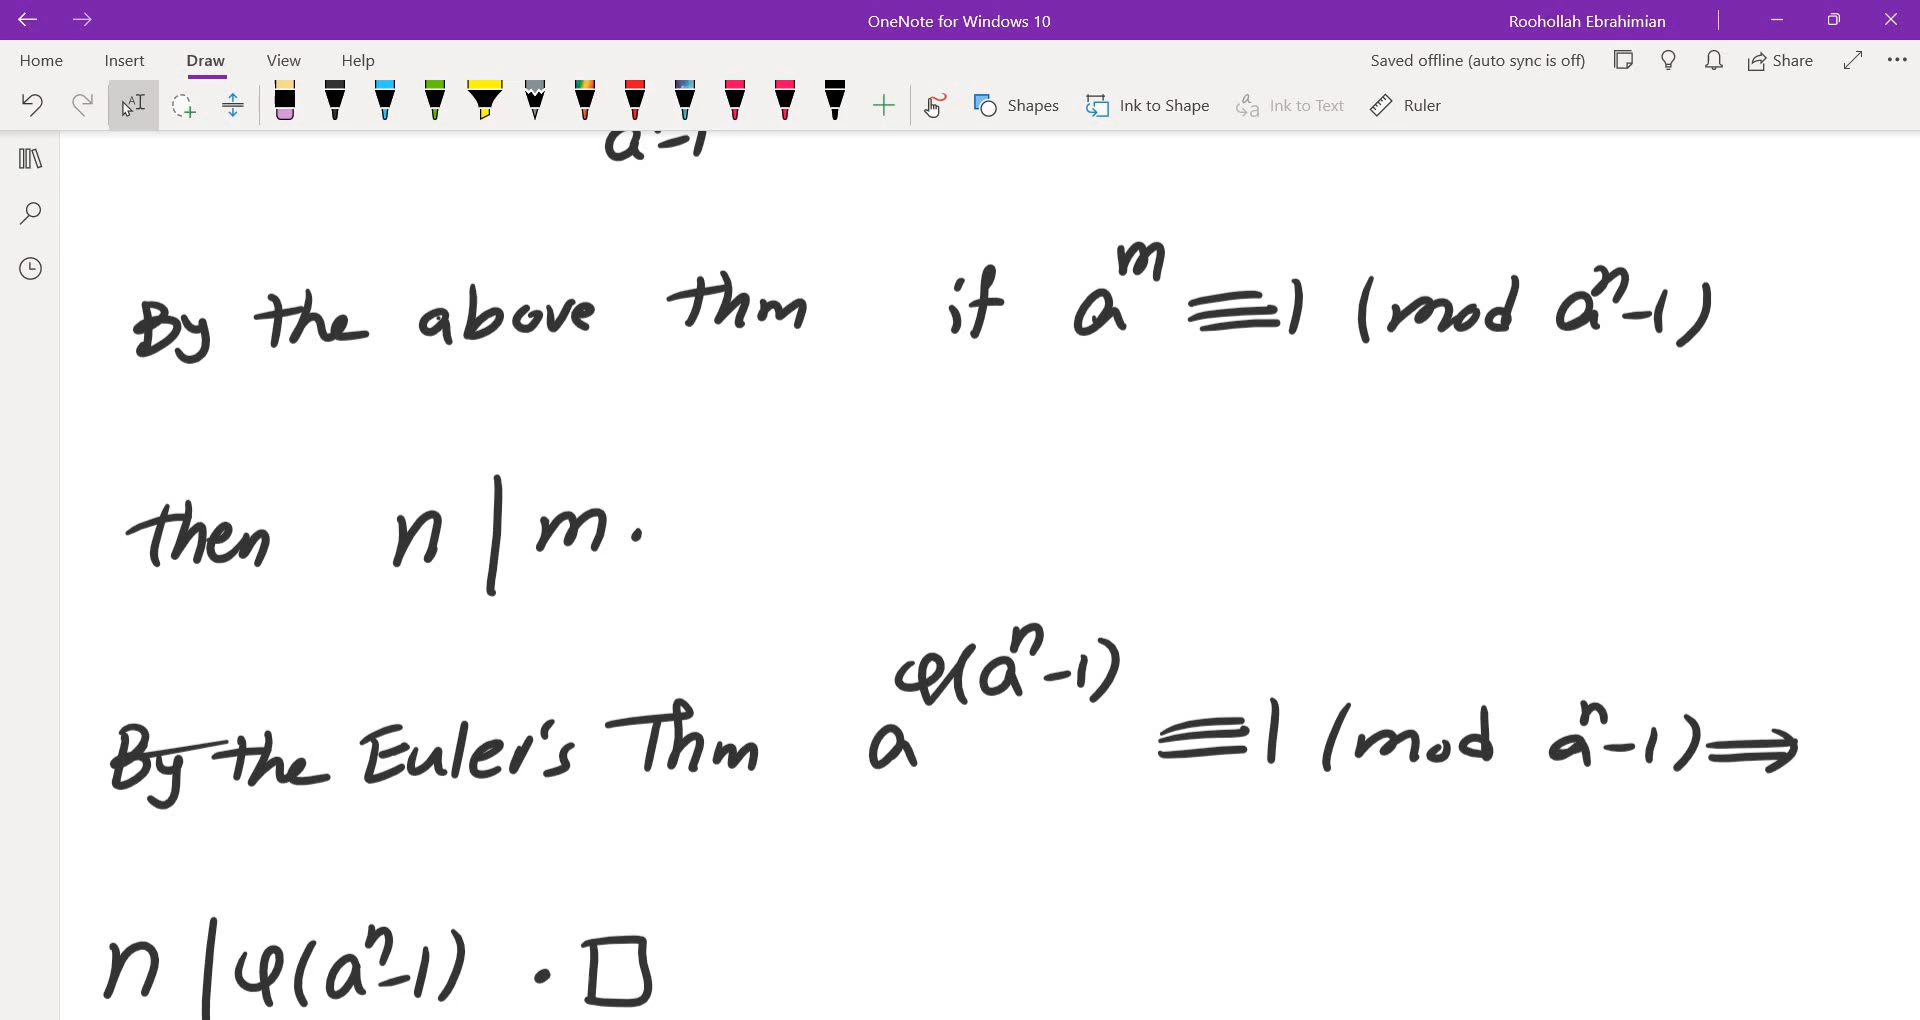 OneNote for Windows 10 Roohollah Ebrahimian
Home Insert Draw View Help Saved offline (auto sync is off) Share
Shapes Ink to Shape Ink to Text Ruler
a -1
By the above thm if a^m ≡ 1 (mod a^n-1)
then n | m.
By the Euler's Thm a^φ(a^n-1) ≡ 1 (mod a^n-1) ⟹
n | φ(a^n-1) . □